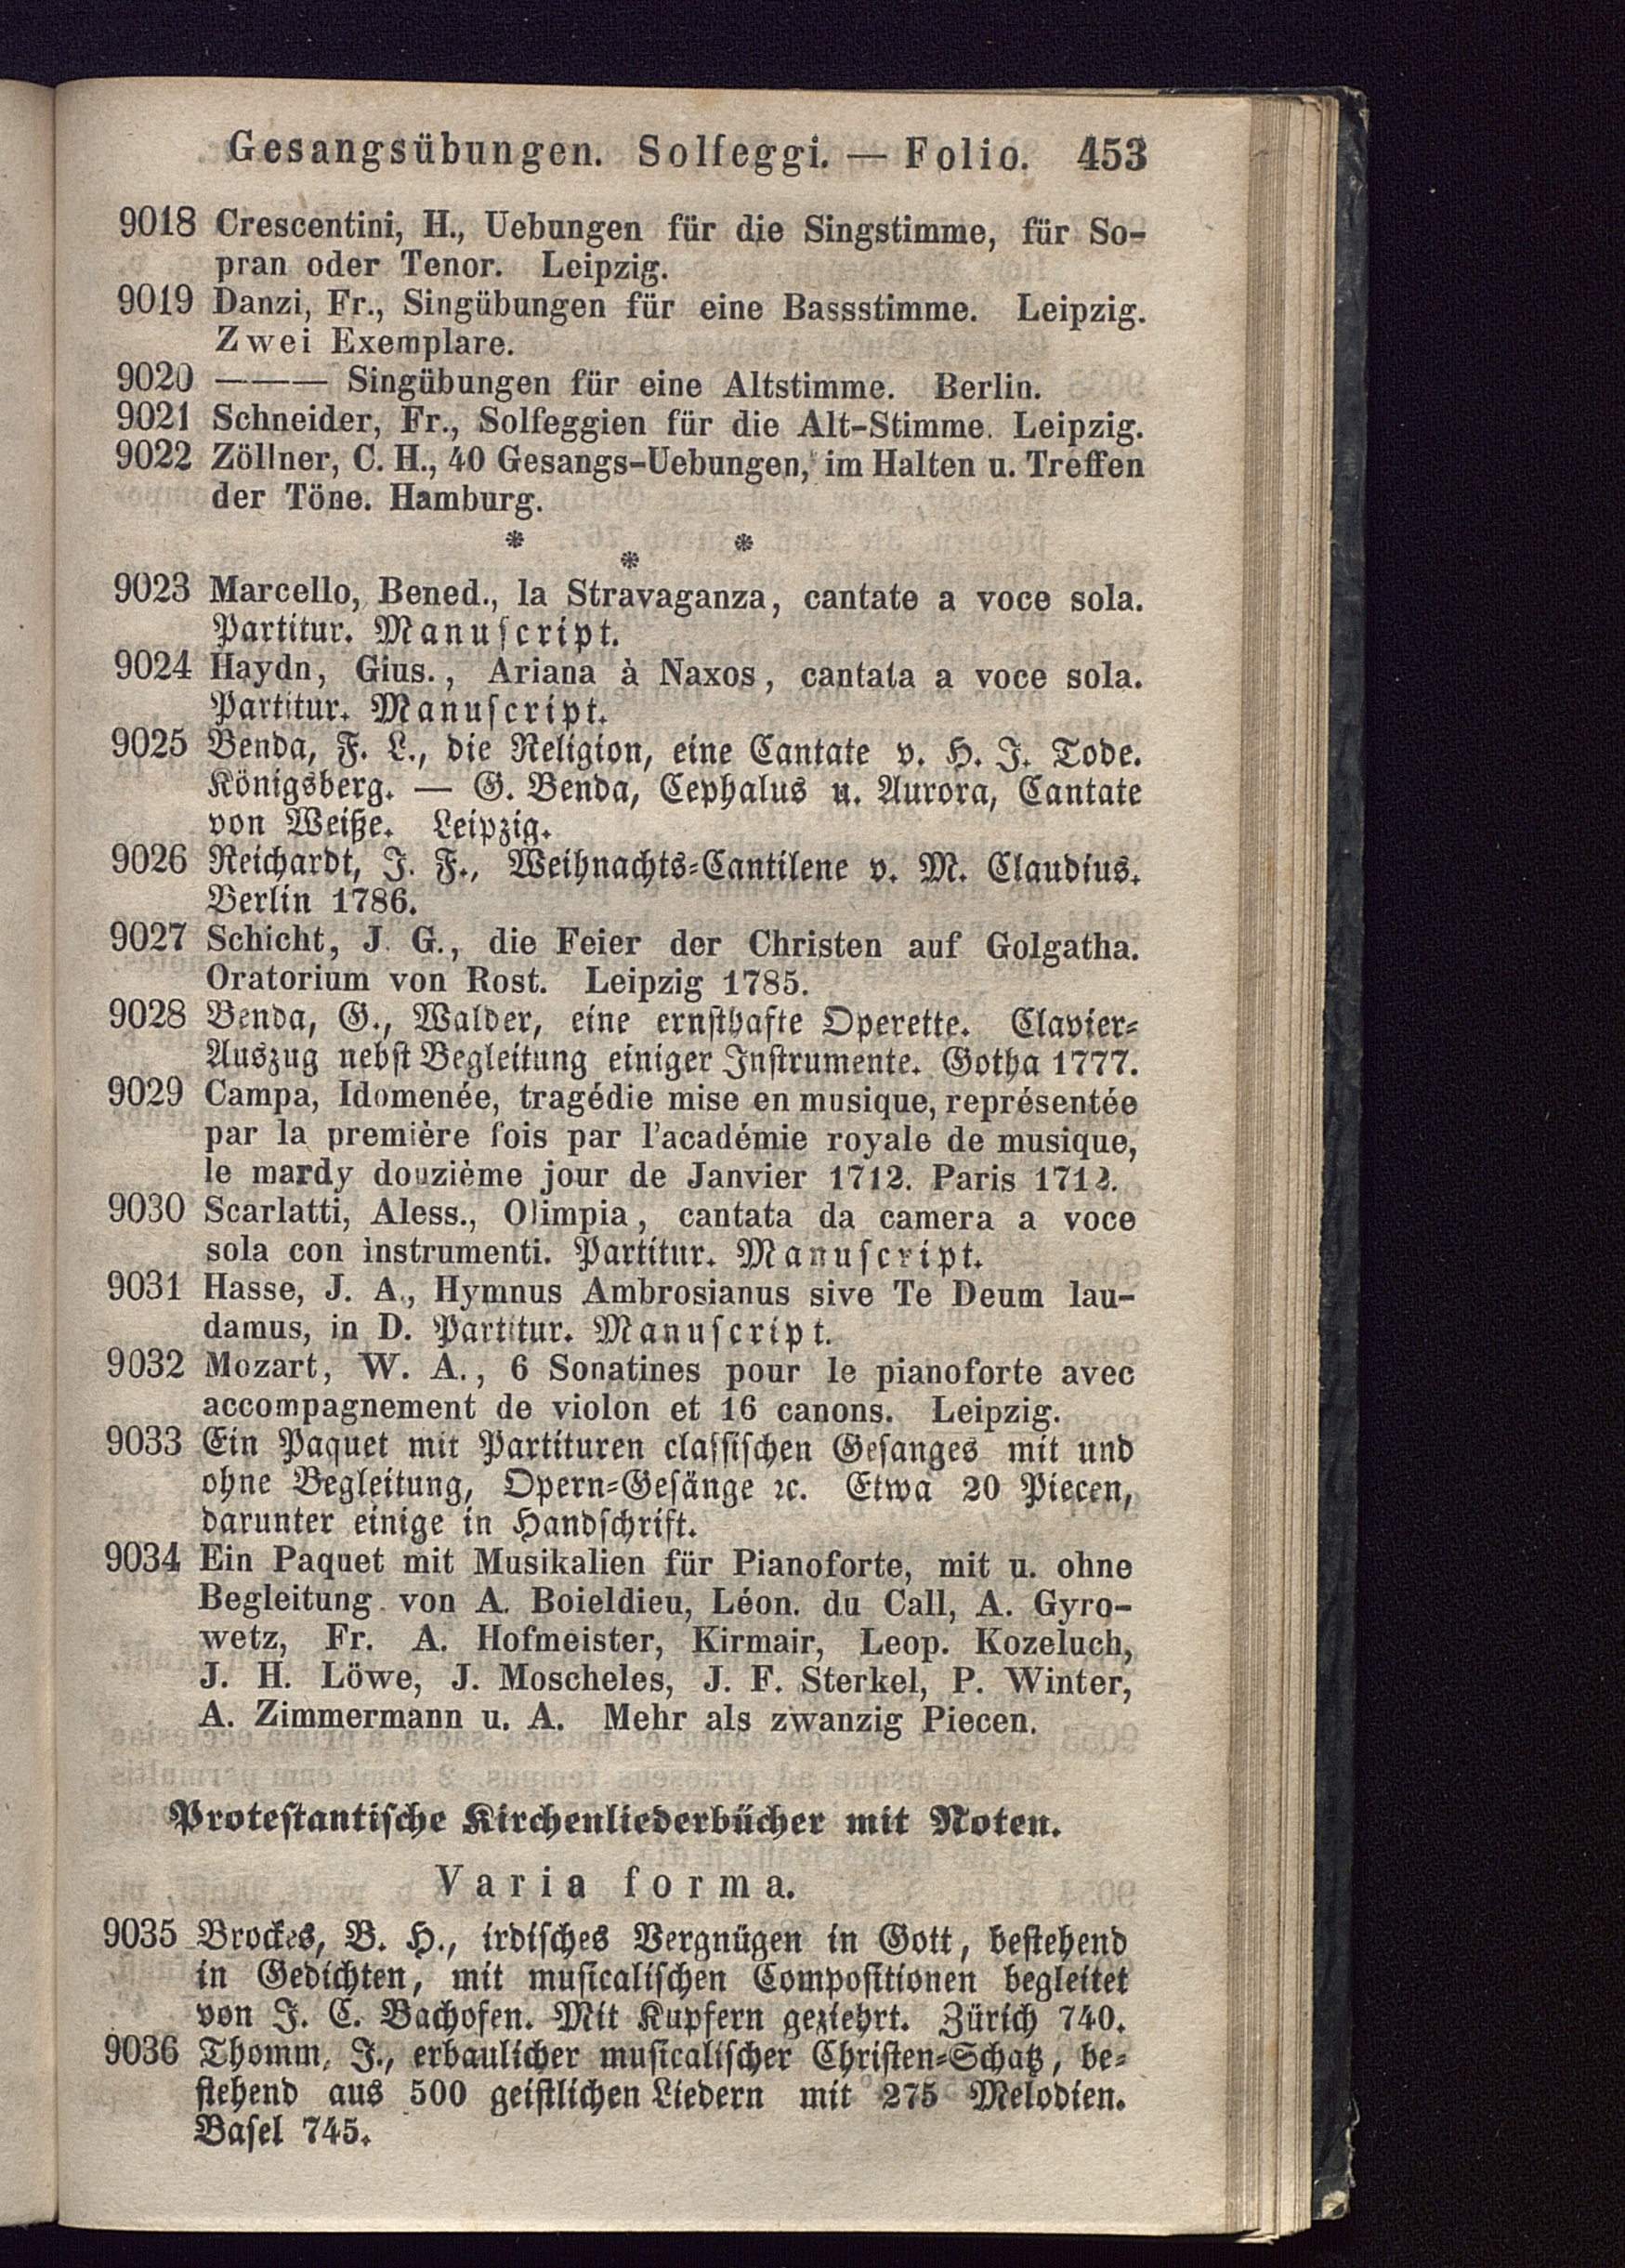 Gesangsübungen. Solfeggi. — Folio. 453
9018 Crescentini, H., Uebungen für die Singstimme, für So-
pran oder Tenor. Leipzig.
9019 Danzi, Fr., Singübungen für eine Bassstimme. Leipzig.
Zwei Exemplare.
9020 — — — Singübungen für eine Altstimme. Berlin.
9021 Schneider, Fr., Solfeggien für die Alt-Stimme. Leipzig.
9022 Zöllner, C. H., 40 Gesangs-Uebungen, im Halten u. Treffen
der Töne. Hamburg.
* * *
9023 Marcello, Bened., la Stravaganza, cantate a voce sola.
Partitur. Manuscript.
9024 Haydn, Gius., Ariana à Naxos, cantata a voce sola.
Partitur. Manuscript.
9025 Benda, F. L., die Religion, eine Cantate v. H. J. Tode.
Königsberg. — G. Benda, Cephalus u. Aurora, Cantate
von Weiße. Leipzig.
9026 Reichardt, J. F., Weihnachts-Cantilene v. M. Claudius.
Berlin 1786.
9027 Schicht, J. G., die Feier der Christen auf Golgatha.
Oratorium von Rost. Leipzig 1785.
9028 Benda, G., Walder, eine ernsthafte Operette. Clavier-
Auszug nebst Begleitung einiger Instrumente. Gotha 1777.
9029 Campa, Idomenée, tragédie mise en musique, représentée
par la première fois par l'académie royale de musique,
le mardy douzième jour de Janvier 1712. Paris 1712.
9030 Scarlatti, Aless., Olimpia, cantata da camera a voce
sola con instrumenti. Partitur. Manuscript.
9031 Hasse, J. A., Hymnus Ambrosianus sive Te Deum lau-
damus, in D. Partitur. Manuscript.
9032 Mozart, W. A., 6 Sonatines pour le pianoforte avec
accompagnement de violon et 16 canons. Leipzig.
9033 Ein Paquet mit Partituren classischen Gesanges mit und
ohne Begleitung, Opern-Gesänge ꝛc. Etwa 20 Piecen,
darunter einige in Handschrift.
9034 Ein Paquet mit Musikalien für Pianoforte, mit u. ohne
Begleitung von A. Boieldieu, Léon. du Call, A. Gyro-
wetz, Fr. A. Hofmeister, Kirmair, Leop. Kozeluch,
J. H. Löwe, J. Moscheles, J. F. Sterkel, P. Winter,
A. Zimmermann u. A. Mehr als zwanzig Piecen.
Protestantische Kirchenliederbücher mit Noten.
Varia forma.
9035 Brockes, B. H., irdisches Vergnügen in Gott, bestehend
in Gedichten, mit musicalischen Compositionen begleitet
von J. C. Bachofen. Mit Kupfern geziehrt. Zürich 740.
9036 Thomm, J., erbaulicher musicalischer Christen-Schatz, be-
stehend aus 500 geistlichen Liedern mit 275 Melodien.
Basel 745.